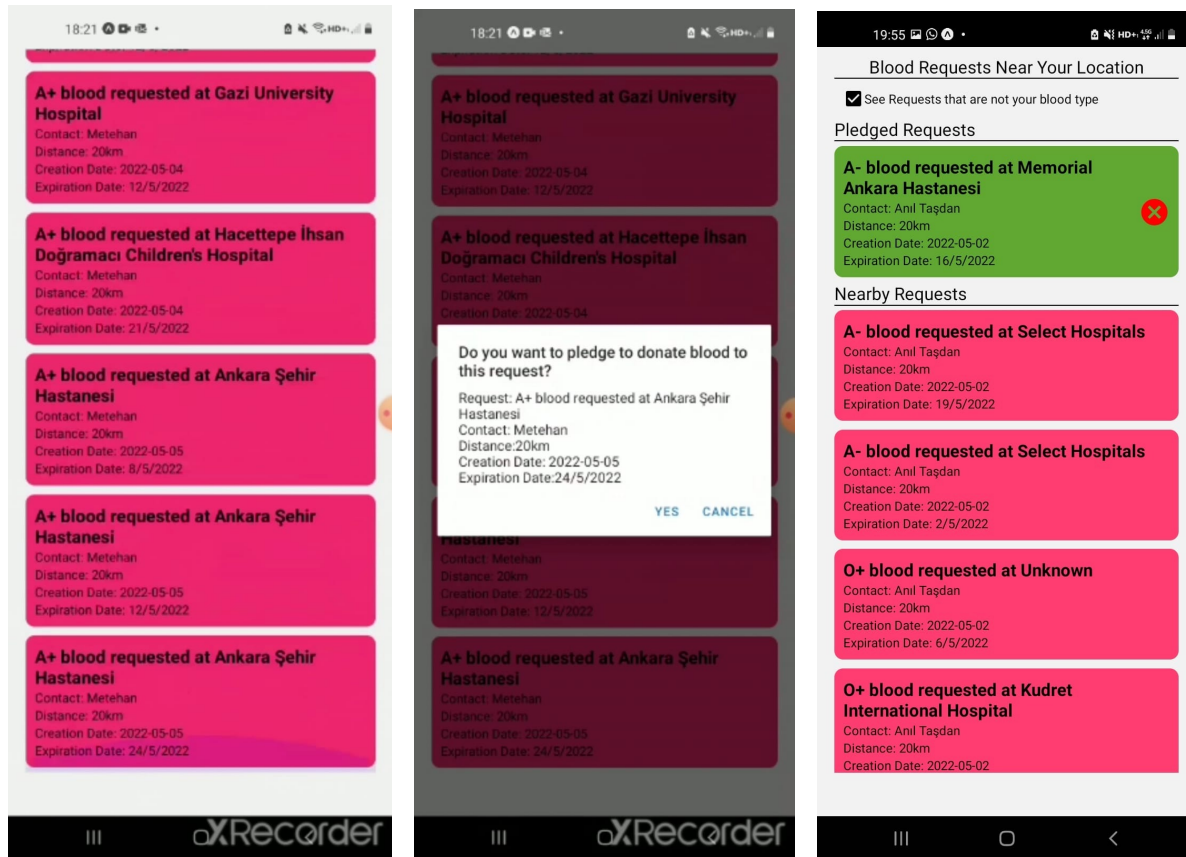 18:21
HD+
A+ blood requested at Gazi University
Hospital
Contact: Metehan
Distance: 20km
Creation Date: 2022-05-04
Expiration Date: 12/5/2022
A+ blood requested at Hacettepe İhsan
Doğramacı Children's Hospital
Contact: Metehan
Distance: 20km
Creation Date: 2022-05-04
Expiration Date: 21/5/2022
A+ blood requested at Ankara Şehir
Hastanesi
Contact: Metehan
Distance: 20km
Creation Date: 2022-05-05
Expiration Date: 8/5/2022
A+ blood requested at Ankara Şehir
Hastanesi
Contact: Metehan
Distance: 20km
Creation Date: 2022-05-05
Expiration Date: 12/5/2022
A+ blood requested at Ankara Şehir
Hastanesi
Contact: Metehan
Distance: 20km
Creation Date: 2022-05-05
Expiration Date: 24/5/2022
XRecorder
18:21
HD+
A+ blood requested at Gazi University
Hospital
Contact: Metehan
Distance: 20km
Creation Date: 2022-05-04
Expiration Date: 12/5/2022
A+ blood requested at Hacettepe İhsan
Doğramacı Children's Hospital
Contact: Metehan
Distance: 20km
Creation Date: 2022-05-04
Do you want to pledge to donate blood to
this request?
Request: A+ blood requested at Ankara Şehir
Hastanesi
Contact: Metehan
Distance:20km
Creation Date: 2022-05-05
Expiration Date:24/5/2022
YES CANCEL
Hastanesi
Contact: Metehan
Distance: 20km
Creation Date: 2022-05-05
Expiration Date: 12/5/2022
A+ blood requested at Ankara Şehir
Hastanesi
Contact: Metehan
Distance: 20km
Creation Date: 2022-05-05
Expiration Date: 24/5/2022
XRecorder
19:55
HD+ 4.5G
Blood Requests Near Your Location
See Requests that are not your blood type
Pledged Requests
A- blood requested at Memorial
Ankara Hastanesi
Contact: Anıl Taşdan
Distance: 20km
Creation Date: 2022-05-02
Expiration Date: 16/5/2022
Nearby Requests
A- blood requested at Select Hospitals
Contact: Anıl Taşdan
Distance: 20km
Creation Date: 2022-05-02
Expiration Date: 19/5/2022
A- blood requested at Select Hospitals
Contact: Anıl Taşdan
Distance: 20km
Creation Date: 2022-05-02
Expiration Date: 2/5/2022
O+ blood requested at Unknown
Contact: Anıl Taşdan
Distance: 20km
Creation Date: 2022-05-02
Expiration Date: 6/5/2022
O+ blood requested at Kudret
International Hospital
Contact: Anıl Taşdan
Distance: 20km
Creation Date: 2022-05-02